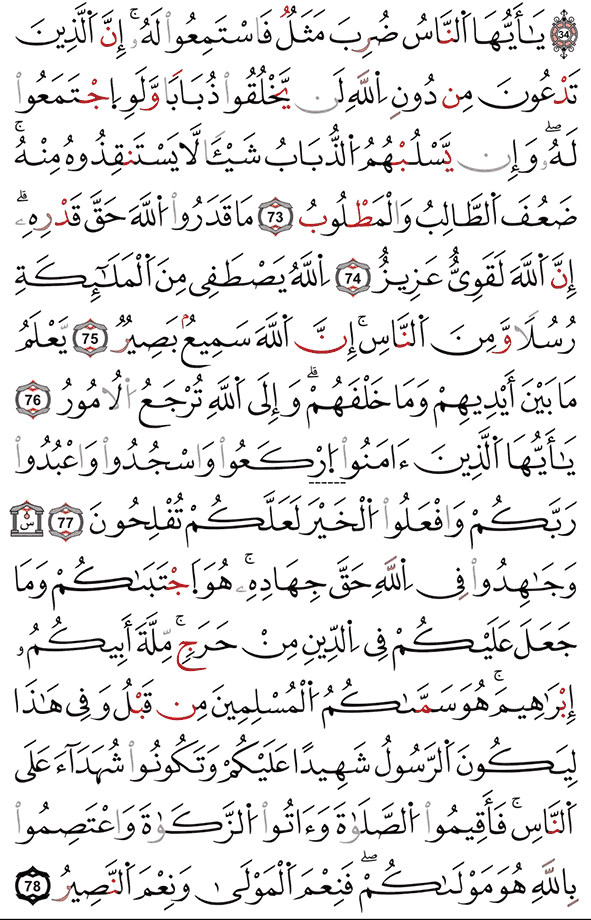 34 يَـٰٓأَيُّهَا ٱلنَّاسُ ضُرِبَ مَثَلٌ فَٱسْتَمِعُوا۟ لَهُۥٓ ۚ إِنَّ ٱلَّذِينَ
تَدْعُونَ مِن دُونِ ٱللَّهِ لَن يَخْلُقُوا۟ ذُبَابًا وَلَوِ ٱجْتَمَعُوا۟
لَهُۥ ۖ وَإِن يَسْلُبْهُمُ ٱلذُّبَابُ شَيْـًٔا لَّا يَسْتَنقِذُوهُ مِنْهُ ۚ
ضَعُفَ ٱلطَّالِبُ وَٱلْمَطْلُوبُ 73 مَا قَدَرُوا۟ ٱللَّهَ حَقَّ قَدْرِهِۦٓ ۗ
إِنَّ ٱللَّهَ لَقَوِىٌّ عَزِيزٌ 74 ٱللَّهُ يَصْطَفِى مِنَ ٱلْمَلَـٰٓئِكَةِ
رُسُلًا وَمِنَ ٱلنَّاسِ ۚ إِنَّ ٱللَّهَ سَمِيعٌۢ بَصِيرٌ 75 يَعْلَمُ
مَا بَيْنَ أَيْدِيهِمْ وَمَا خَلْفَهُمْ ۗ وَإِلَى ٱللَّهِ تُرْجَعُ ٱلْأُمُورُ 76
يَـٰٓأَيُّهَا ٱلَّذِينَ ءَامَنُوا۟ ٱرْكَعُوا۟ وَٱسْجُدُوا۟ وَٱعْبُدُوا۟
رَبَّكُمْ وَٱفْعَلُوا۟ ٱلْخَيْرَ لَعَلَّكُمْ تُفْلِحُونَ 77 س
وَجَـٰهِدُوا۟ فِى ٱللَّهِ حَقَّ جِهَادِهِۦ ۚ هُوَ ٱجْتَبَىٰكُمْ وَمَا
جَعَلَ عَلَيْكُمْ فِى ٱلدِّينِ مِنْ حَرَجٍ ۚ مِّلَّةَ أَبِيكُمْ
إِبْرَٰهِيمَ ۚ هُوَ سَمَّىٰكُمُ ٱلْمُسْلِمِينَ مِن قَبْلُ وَفِى هَـٰذَا
لِيَكُونَ ٱلرَّسُولُ شَهِيدًا عَلَيْكُمْ وَتَكُونُوا۟ شُهَدَآءَ عَلَى
ٱلنَّاسِ ۚ فَأَقِيمُوا۟ ٱلصَّلَوٰةَ وَءَاتُوا۟ ٱلزَّكَوٰةَ وَٱعْتَصِمُوا۟
بِٱللَّهِ هُوَ مَوْلَىٰكُمْ ۖ فَنِعْمَ ٱلْمَوْلَىٰ وَنِعْمَ ٱلنَّصِيرُ 78